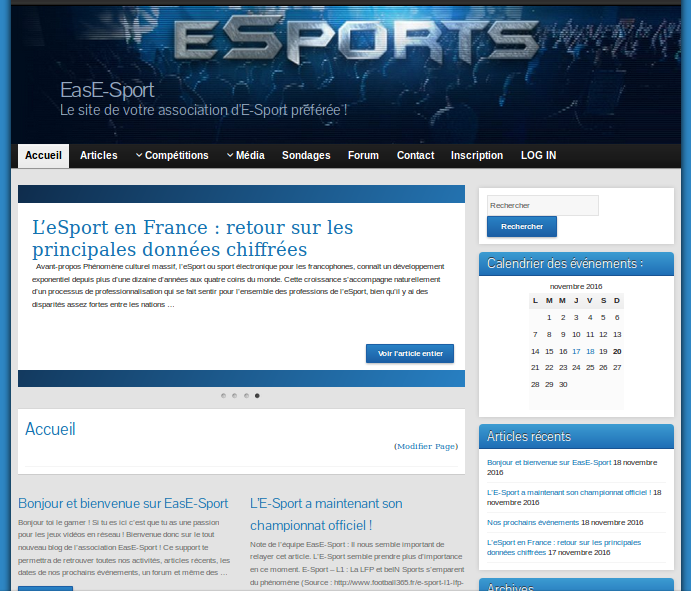 ESPORTS
EasE-Sport
Le site de votre association d'E-Sport préférée !
Accueil Articles Compétitions Média Sondages Forum Contact Inscription LOG IN
L'eSport en France : retour sur les
principales données chiffrées
Avant-propos Phénomène culturel massif, l'eSport ou sport électronique pour les francophones, connaît un développement
exponentiel depuis plus d'une dizaine d'années aux quatre coins du monde. Cette croissance s'accompagne naturellement
d'un processus de professionnalisation qui se fait sentir pour l'ensemble des professions de l'eSport, bien qu'il y ai des
disparités assez fortes entre les nations …
Voir l'article entier
Accueil
(Modifier Page)
Bonjour et bienvenue sur EasE-Sport
Bonjour toi le gamer ! Si tu es ici c'est que tu as une passion
pour les jeux vidéos en réseau ! Bienvenue donc sur le tout
nouveau blog de l'association EasE-Sport ! Ce support te
permetira de retrouver toutes nos activités, articles récents, les
dates de nos prochains événements, un forum et même des …
L'E-Sport a maintenant son
championnat officiel !
Note de l'équipe EasE-Sport : Il nous semble important de
relayer cet article. L'E-Sport semble prendre plus d'importance
en ce moment. E-Sport – L1 : La LFP et beIN Sports s'emparent
du phénomène (Source : http://www.football365.fr/e-sport-l1-lfp-
Rechercher
Rechercher
Calendrier des événements :
novembre 2016
L M M J V S D
1 2 3 4 5 6
7 8 9 10 11 12 13
14 15 16 17 18 19 20
21 22 23 24 25 26 27
28 29 30
Articles récents
Bonjour et bienvenue sur EasE-Sport 18 novembre
2016
L'E-Sport a maintenant son championnat officiel ! 18
novembre 2016
Nos prochains événements 18 novembre 2016
L'eSport en France : retour sur les principales
données chiffrées 17 novembre 2016
Archives